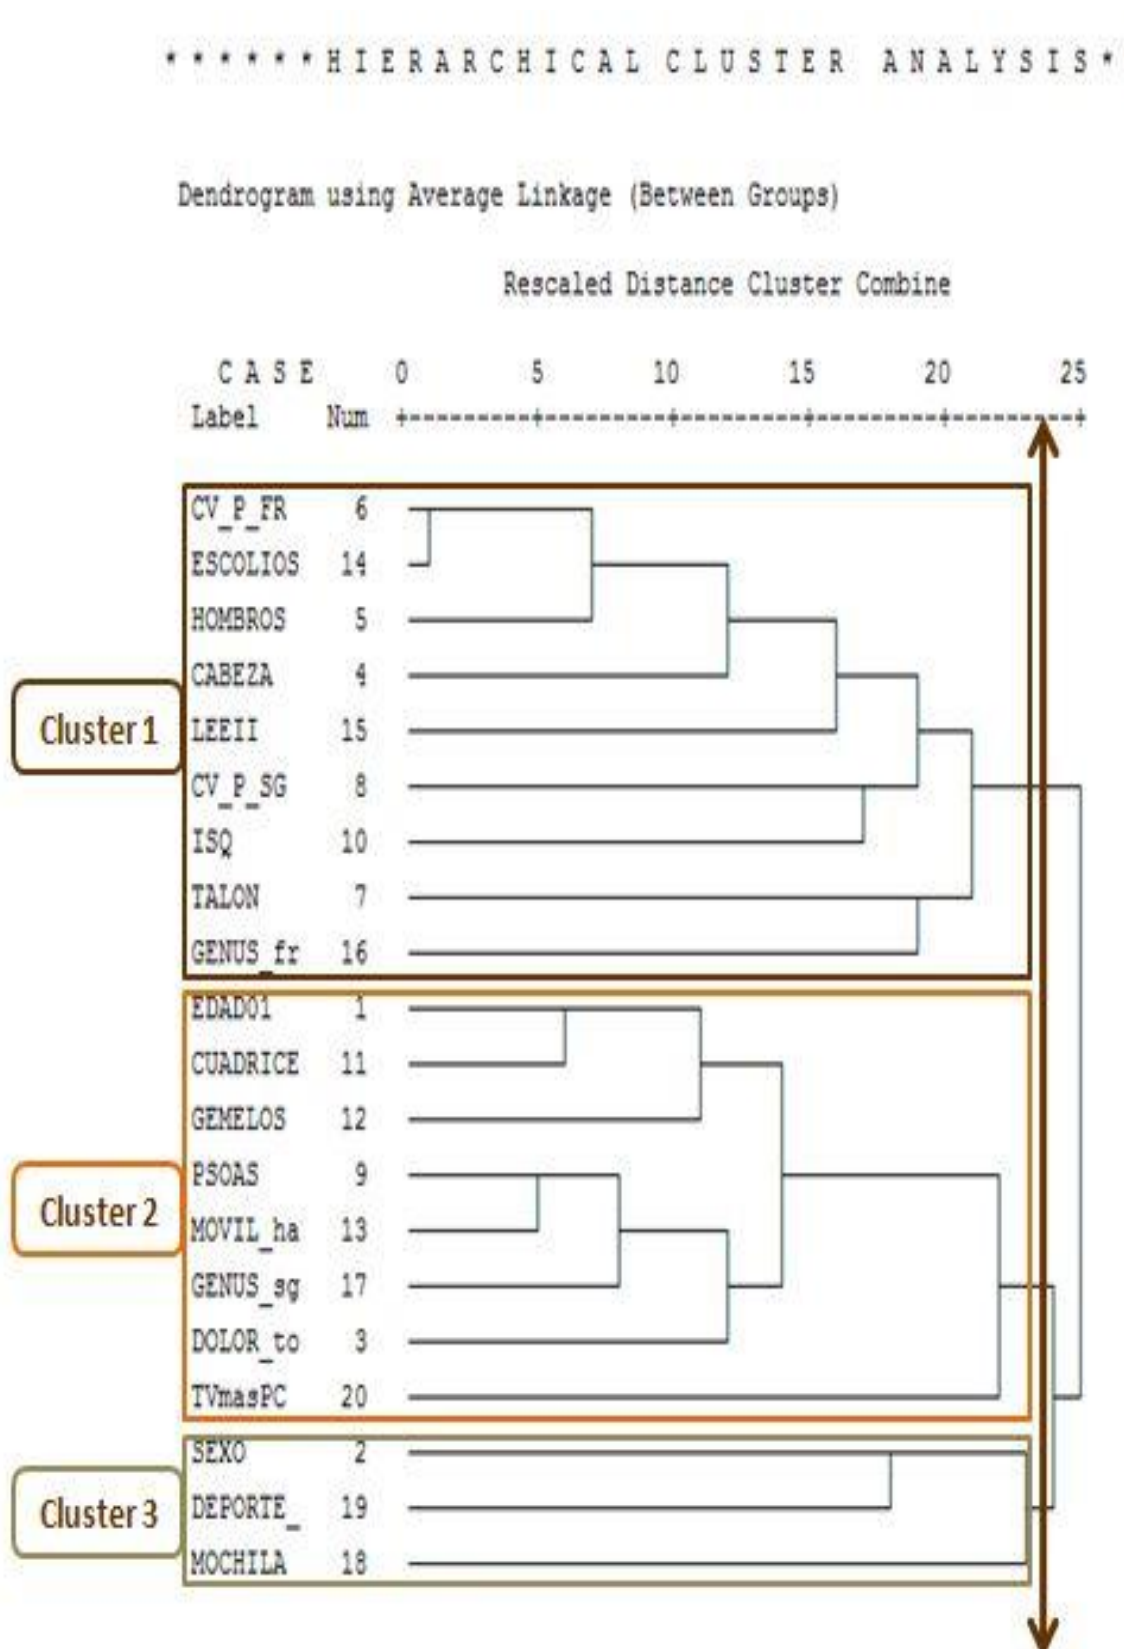 * * * * * * H I E R A R C H I C A L C L U S T E R A N A L Y S I S *
Dendrogram using Average Linkage (Between Groups)
Rescaled Distance Cluster Combine
C A S E 0 5 10 15 20 25
Label Num +---------+---------+---------+---------+---------+
CV_P_FR 6
ESCOLIOS 14
HOMBROS 5
CABEZA 4
LEEII 15
CV_P_SG 8
ISQ 10
TALON 7
GENUS_fr 16
Cluster 1
EDAD01 1
CUADRICE 11
GEMELOS 12
PSOAS 9
MOVIL_ha 13
GENUS_sg 17
DOLOR_to 3
TVmasPC 20
Cluster 2
SEXO 2
DEPORTE_ 19
MOCHILA 18
Cluster 3